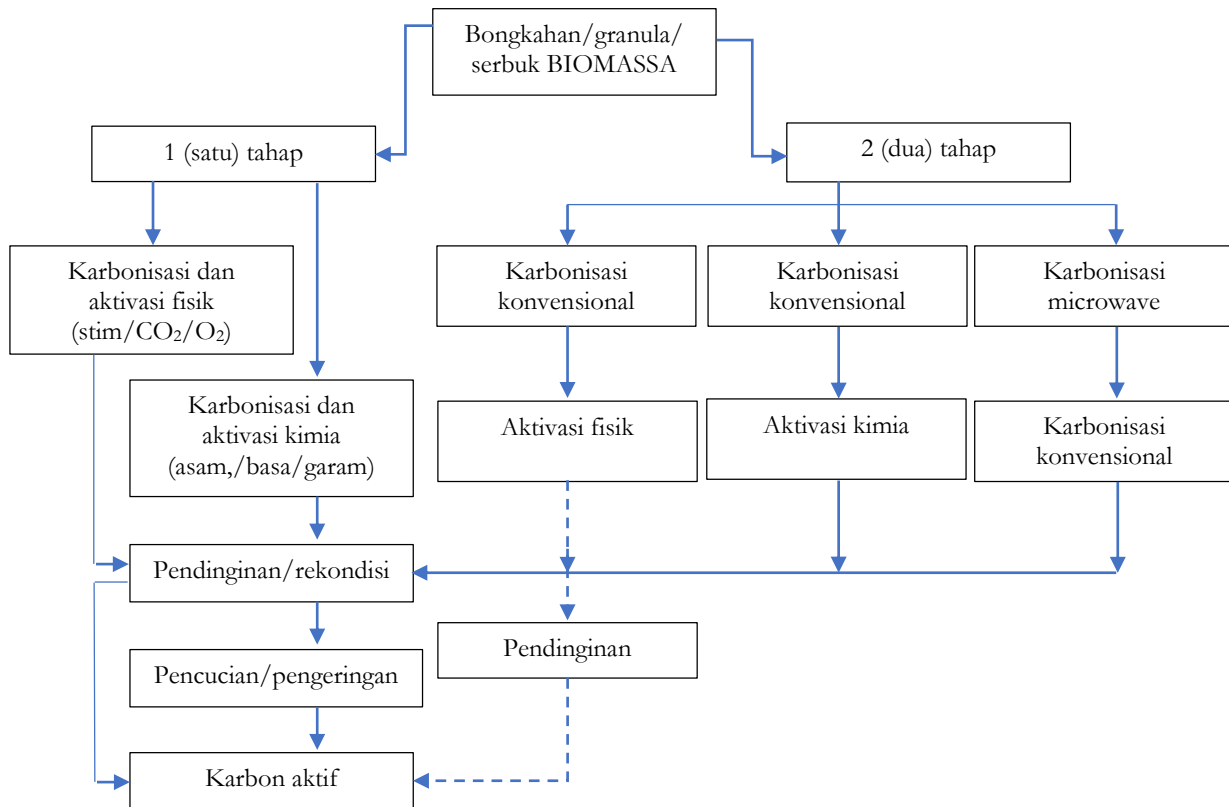 Bongkahan/granula/
serbuk BIOMASSA
1 (satu) tahap
2 (dua) tahap
Karbonisasi dan
aktivasi fisik
(stim/CO₂/O₂)
Karbonisasi
konvensional
Karbonisasi
konvensional
Karbonisasi
microwave
Karbonisasi dan
aktivasi kimia
(asam,/basa/garam)
Aktivasi fisik
Aktivasi kimia
Karbonisasi
konvensional
Pendinginan/rekondisi
Pendinginan
Pencucian/pengeringan
Karbon aktif